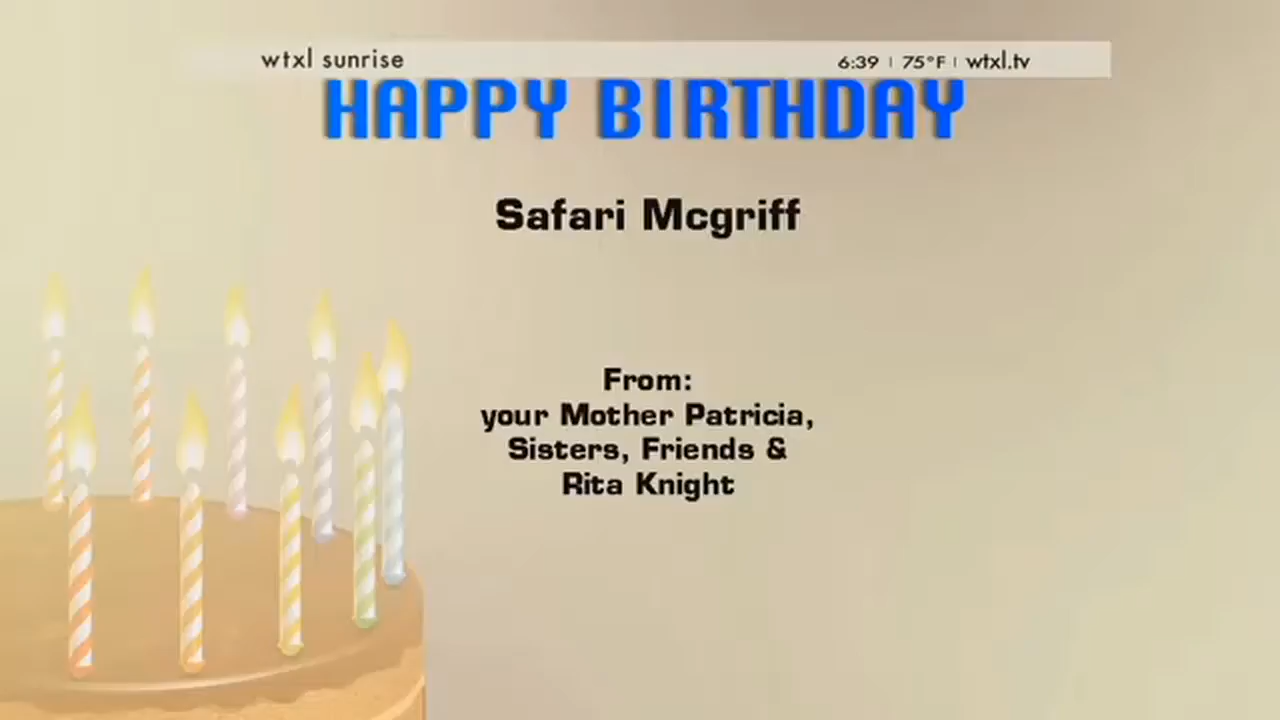 wtxl sunrise 6:39 | 75°F | wtxl.tv
HAPPY BIRTHDAY
Safari Mcgriff
From:
your Mother Patricia,
Sisters, Friends &
Rita Knight